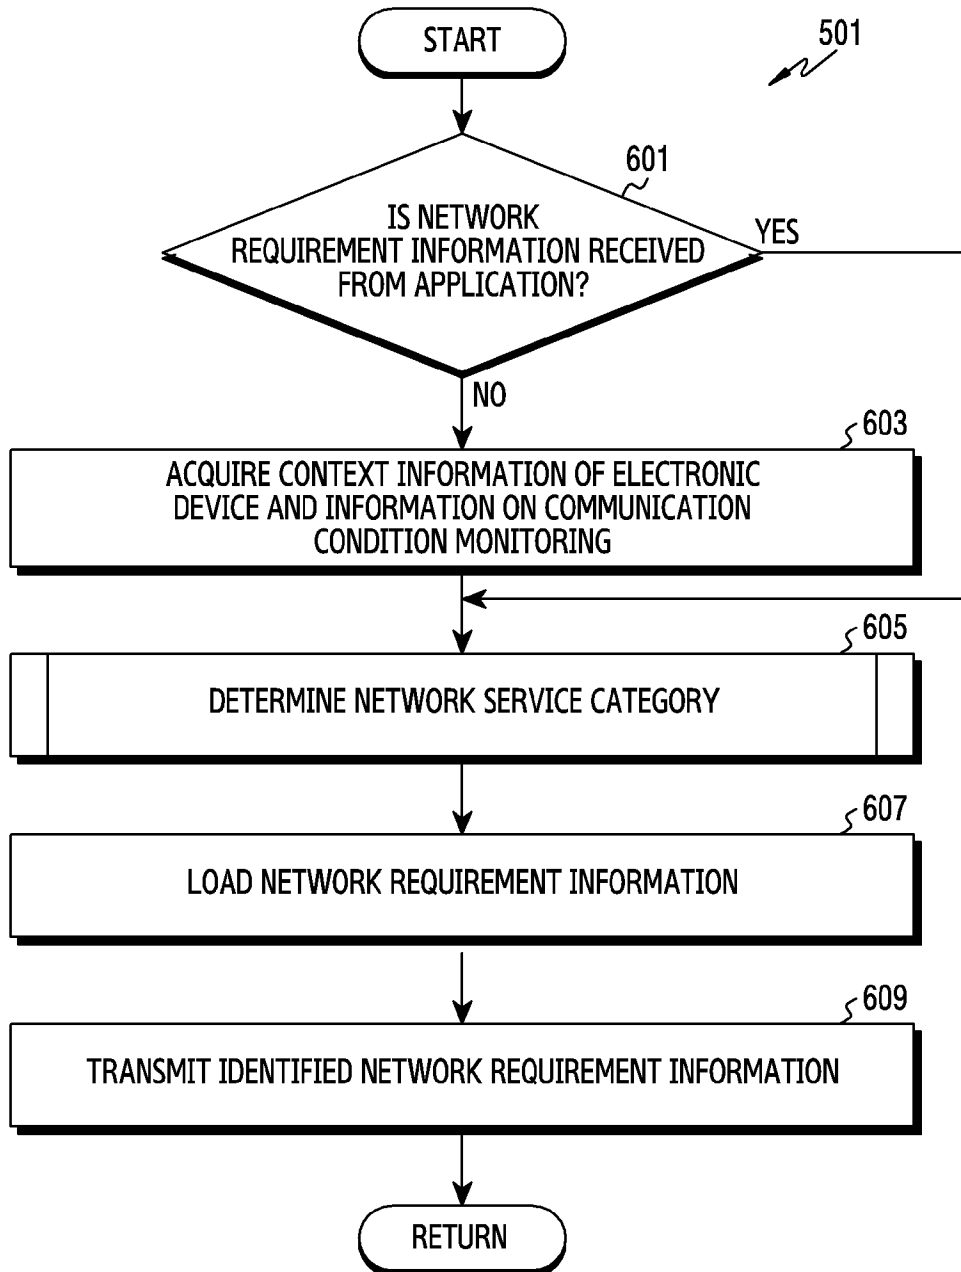 START
501
601
IS NETWORK
REQUIREMENT INFORMATION RECEIVED
FROM APPLICATION?
YES
NO
603
ACQUIRE CONTEXT INFORMATION OF ELECTRONIC
DEVICE AND INFORMATION ON COMMUNICATION
CONDITION MONITORING
605
DETERMINE NETWORK SERVICE CATEGORY
607
LOAD NETWORK REQUIREMENT INFORMATION
609
TRANSMIT IDENTIFIED NETWORK REQUIREMENT INFORMATION
RETURN